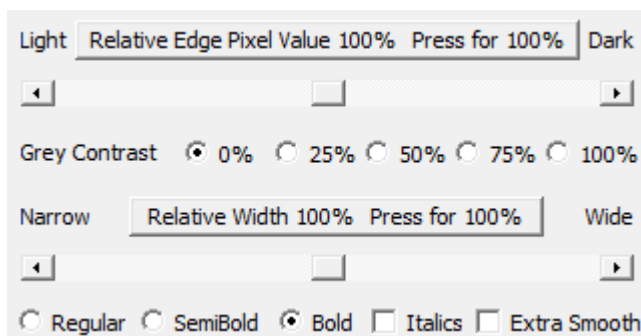 Light Relative Edge Pixel Value 100% Press for 100% Dark
Grey Contrast 0% 25% 50% 75% 100%
Narrow Relative Width 100% Press for 100% Wide
Regular SemiBold Bold Italics Extra Smooth